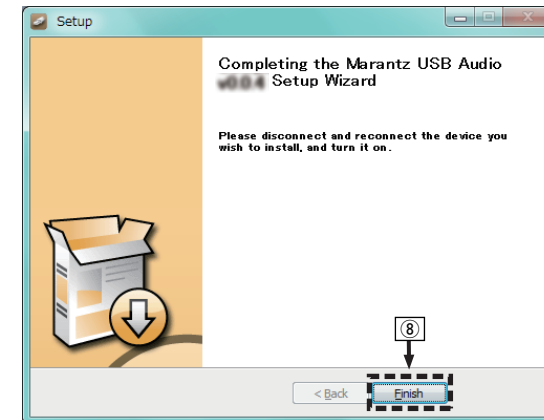 Setup
Completing the Marantz USB Audio
Setup Wizard
Please disconnect and reconnect the device you
wish to install, and turn it on.
⑧
< Back
Finish